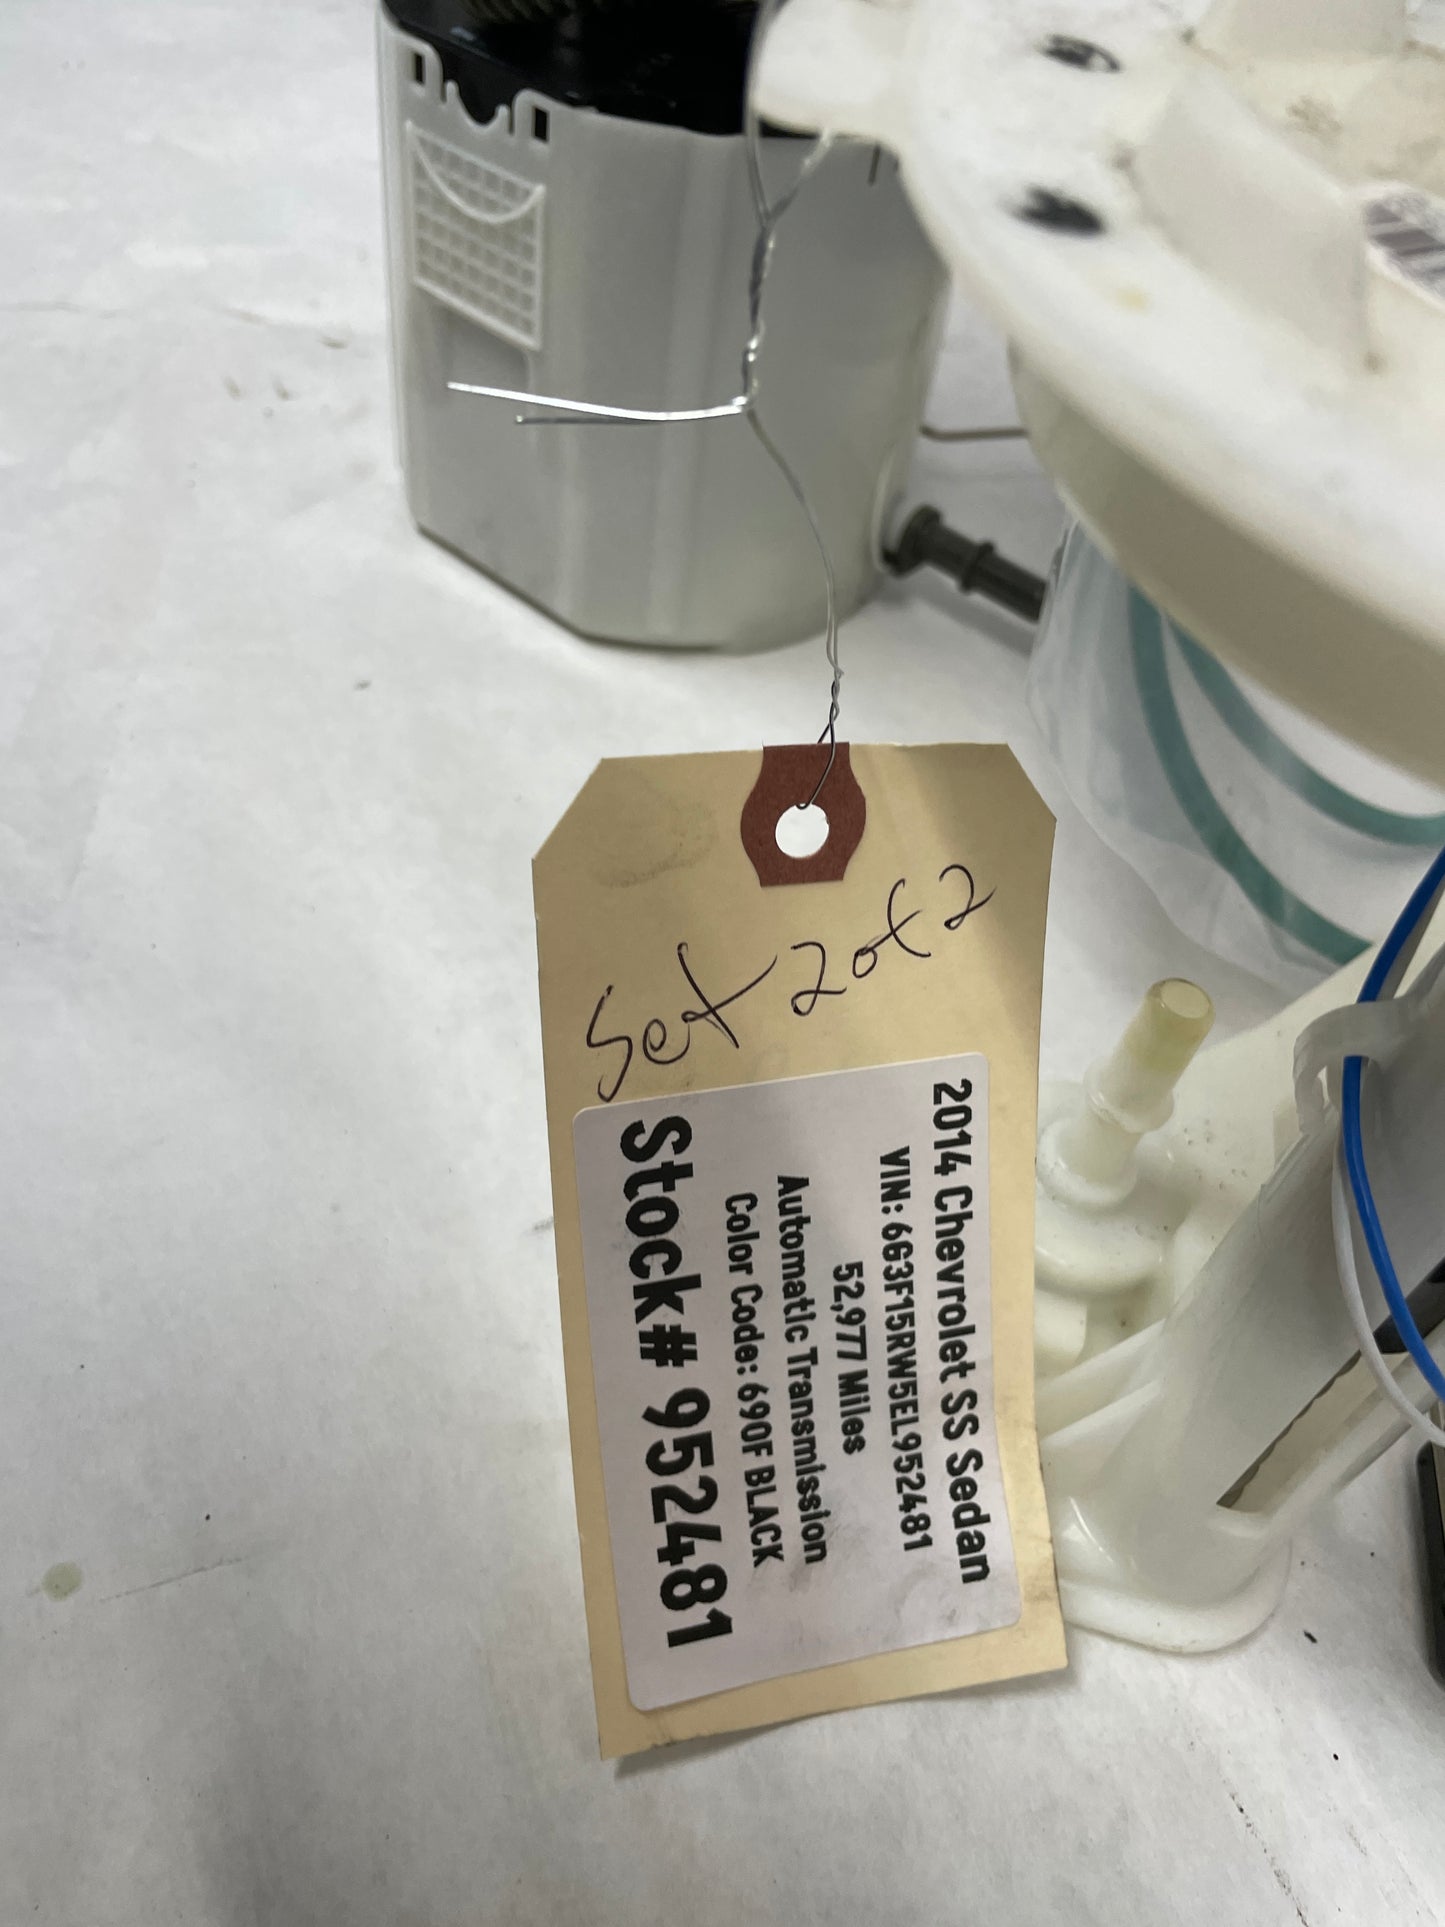 Set 2 of 2
2014 Chevrolet SS Sedan
VIN: 6G3F15RW5EL952481
52,977 Miles
Automatic Transmission
Color Code: 690F BLACK
Stock# 952481